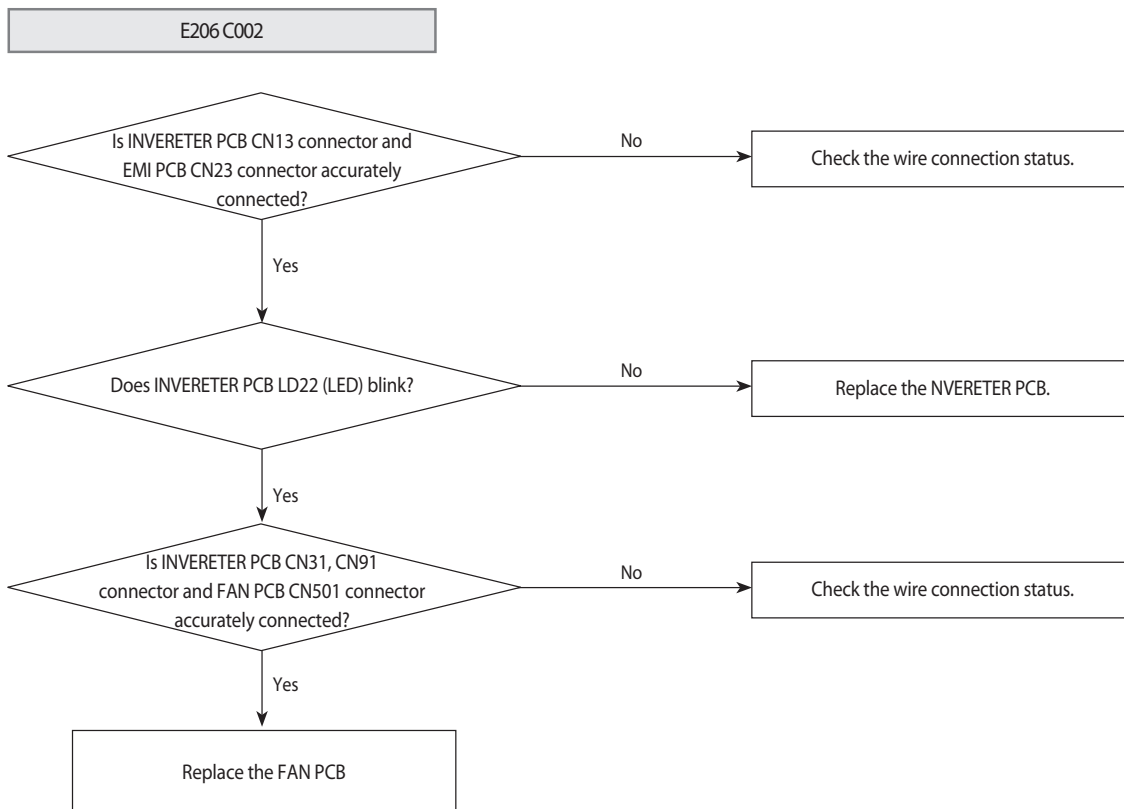 E206 C002
Is INVERETER PCB CN13 connector and
EMI PCB CN23 connector accurately
connected?
No
Check the wire connection status.
Yes
Does INVERETER PCB LD22 (LED) blink?
No
Replace the NVERETER PCB.
Yes
Is INVERETER PCB CN31, CN91
connector and FAN PCB CN501 connector
accurately connected?
No
Check the wire connection status.
Yes
Replace the FAN PCB